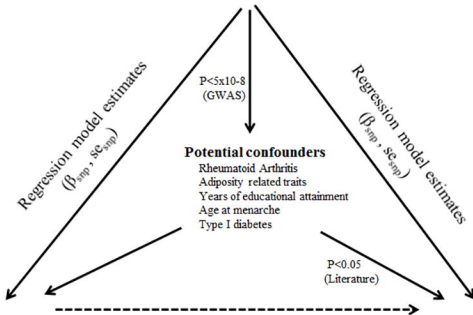 Regression model estimates
(βsnp , sesnp)
P<5x10-8
(GWAS)
Regression model estimates
(βsnp , sesnp)
Potential confounders
Rheumatoid Arthritis
Adiposity related traits
Years of educational attainment
Age at menarche
Type I diabetes
P<0.05
(Literature)